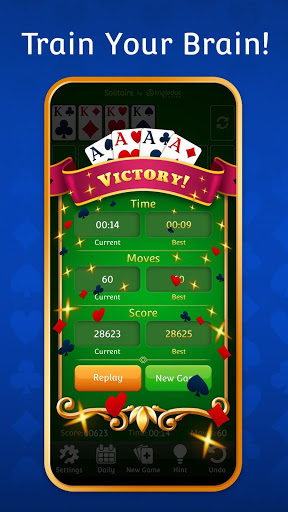 Train Your Brain!
Solitaire by
K K K K
A A A A
VICTORY!
Time
00:14 00:09
Current Best
Moves
60
Current Best
Score
28623 28625
Current Best
Replay New Game
Settings Daily New Game Hint Undo